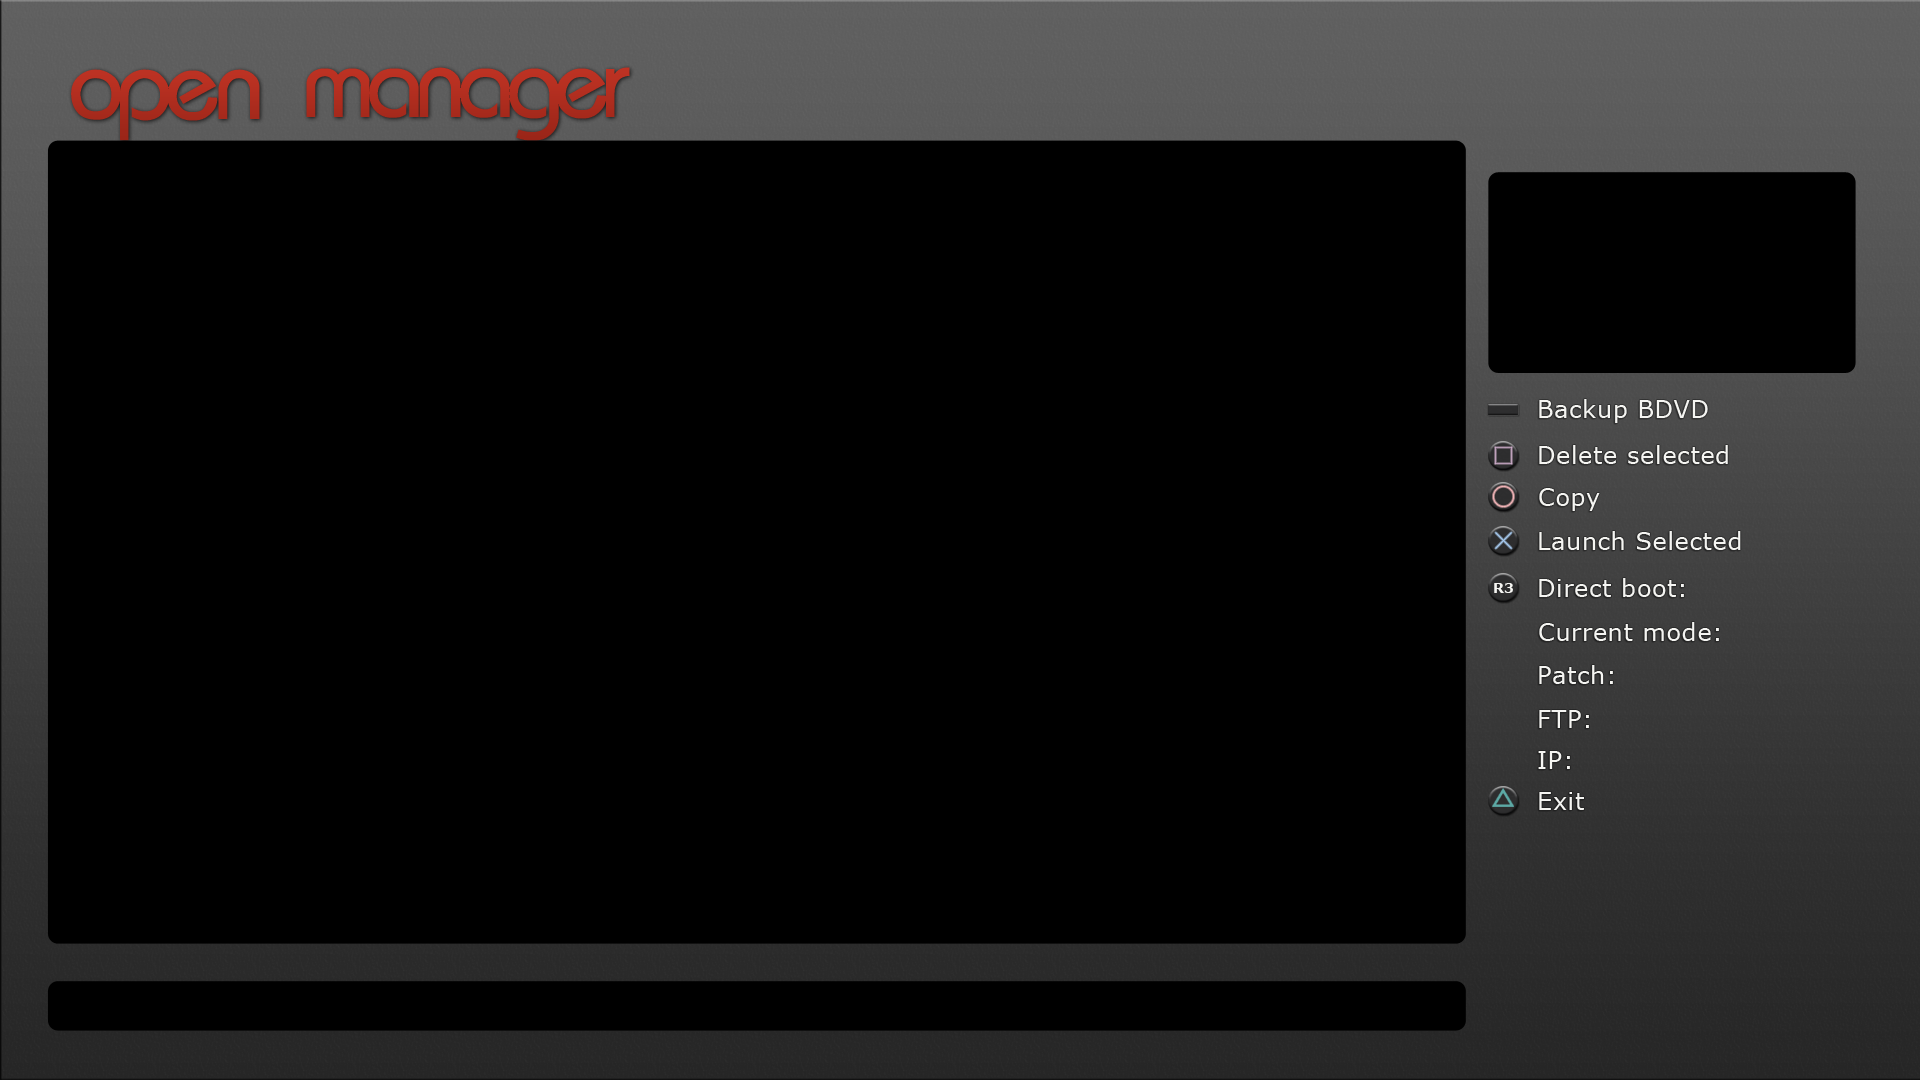 open manager
Backup BDVD
Delete selected
Copy
Launch Selected
R3 Direct boot:
Current mode:
Patch:
FTP:
IP:
Exit